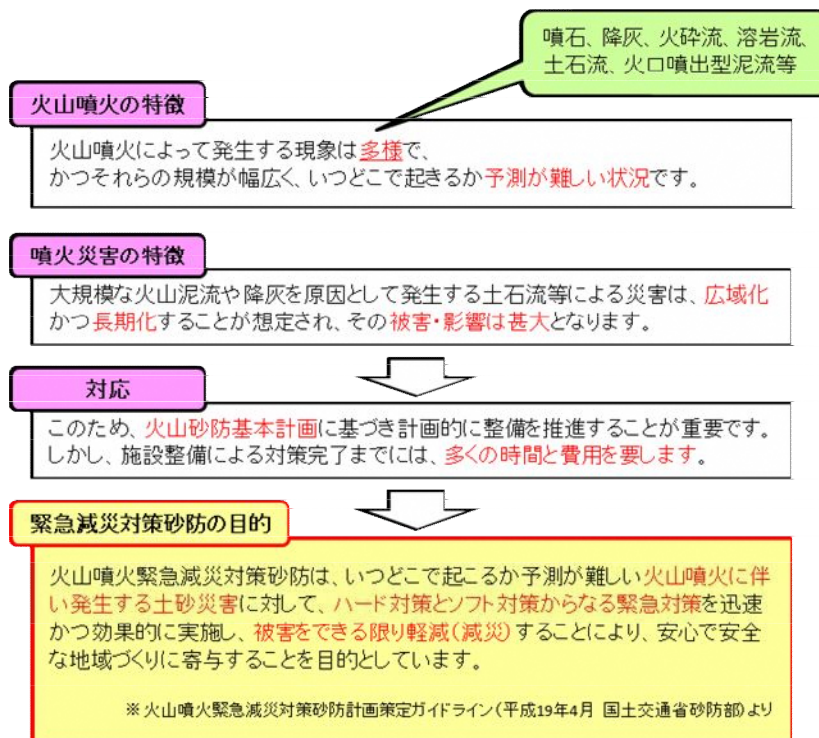 噴石、降灰、火砕流、溶岩流、
土石流、火口噴出型泥流等
火山噴火の特徴
火山噴火によって発生する現象は多様で、
かつそれらの規模が幅広く、いつどこで起きるか予測が難しい状況です。
噴火災害の特徴
大規模な火山泥流や降灰を原因として発生する土石流等による災害は、広域化
かつ長期化することが想定され、その被害・影響は甚大となります。
対応
このため、火山砂防基本計画に基づき計画的に整備を推進することが重要です。
しかし、施設整備による対策完了までには、多くの時間と費用を要します。
緊急減災対策砂防の目的
火山噴火緊急減災対策砂防は、いつどこで起こるか予測が難しい火山噴火に伴
い発生する土砂災害に対して、ハード対策とソフト対策からなる緊急対策を迅速
かつ効果的に実施し、被害をできる限り軽減(減災)することにより、安心で安全
な地域づくりに寄与することを目的としています。
※火山噴火緊急減災対策砂防計画策定ガイドライン(平成19年4月 国土交通省砂防部)より